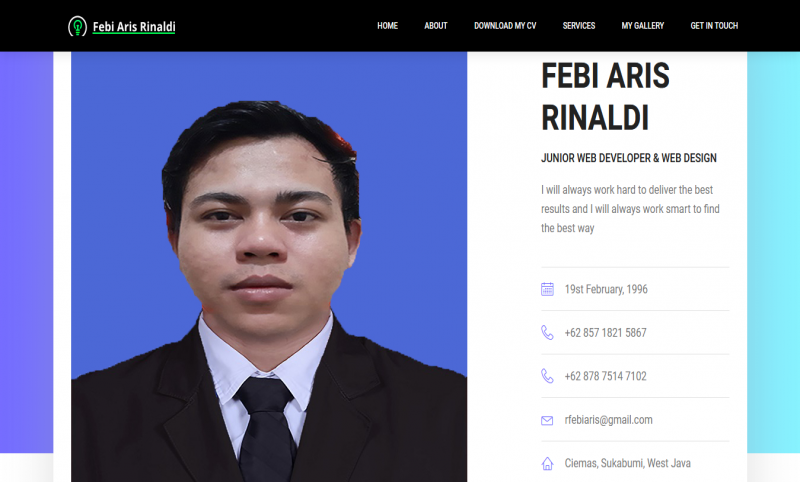 Febi Aris Rinaldi
HOME ABOUT DOWNLOAD MY CV SERVICES MY GALLERY GET IN TOUCH
FEBI ARIS
RINALDI
JUNIOR WEB DEVELOPER & WEB DESIGN
I will always work hard to deliver the best
results and I will always work smart to find
the best way
19st February, 1996
+62 857 1821 5867
+62 878 7514 7102
rfebiaris@gmail.com
Ciemas, Sukabumi, West Java